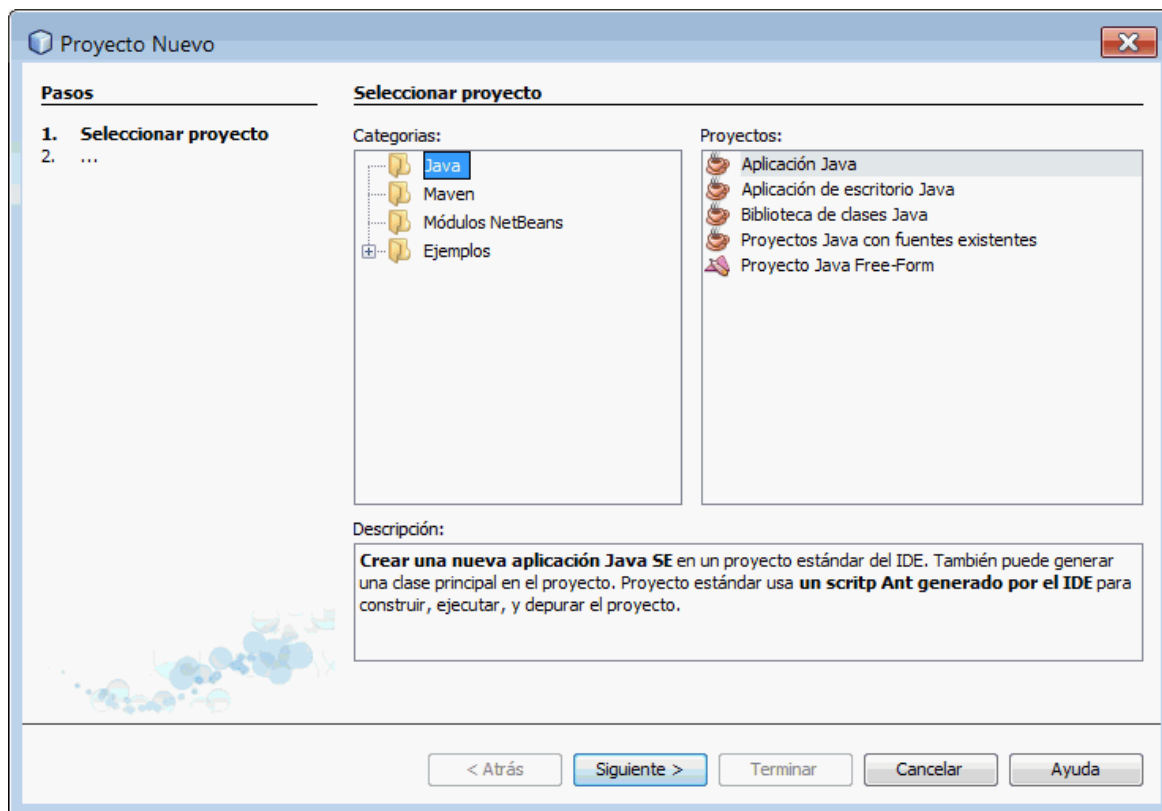 Proyecto Nuevo
Pasos
1. Seleccionar proyecto
2. ...
Seleccionar proyecto
Categorias:
Java
Maven
Módulos NetBeans
Ejemplos
Proyectos:
Aplicación Java
Aplicación de escritorio Java
Biblioteca de clases Java
Proyectos Java con fuentes existentes
Proyecto Java Free-Form
Descripción:
Crear una nueva aplicación Java SE en un proyecto estándar del IDE. También puede generar
una clase principal en el proyecto. Proyecto estándar usa un scritp Ant generado por el IDE para
construir, ejecutar, y depurar el proyecto.
< Atrás Siguiente > Terminar Cancelar Ayuda